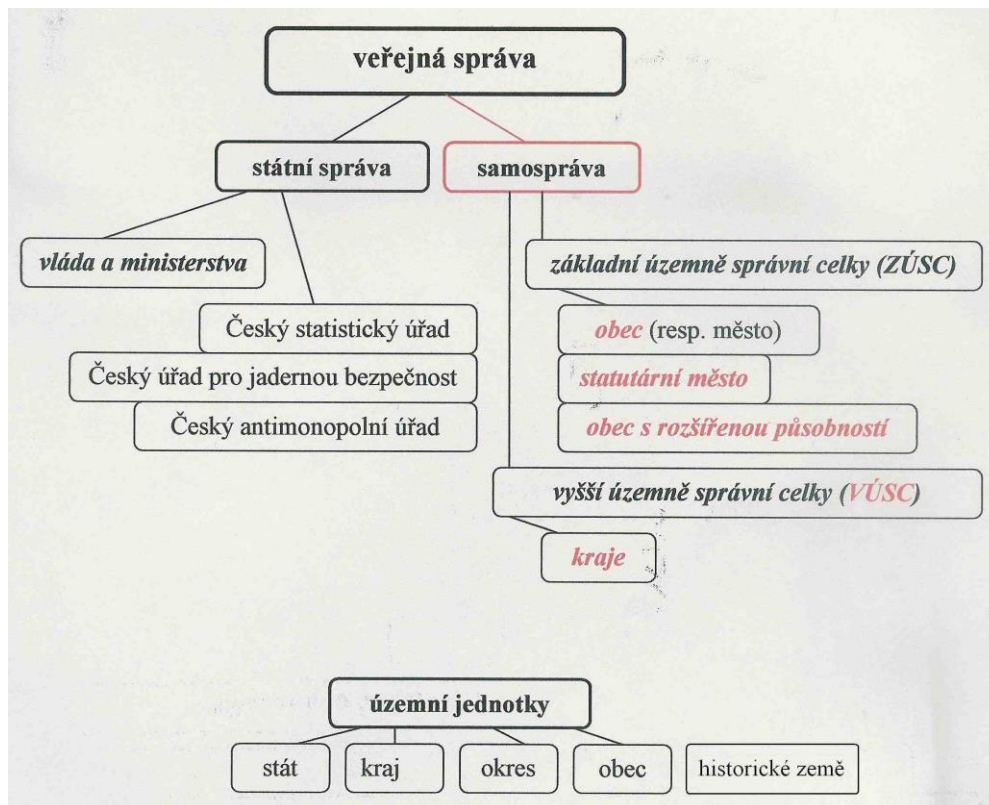 veřejná správa
státní správa
samospráva
vláda a ministerstva
základní územně správní celky (ZÚSC)
Český statistický úřad
obec (resp. město)
Český úřad pro jadernou bezpečnost
statutární město
Český antimonopolní úřad
obec s rozšířenou působností
vyšší územně správní celky (VÚSC)
kraje
územní jednotky
stát
kraj
okres
obec
historické země